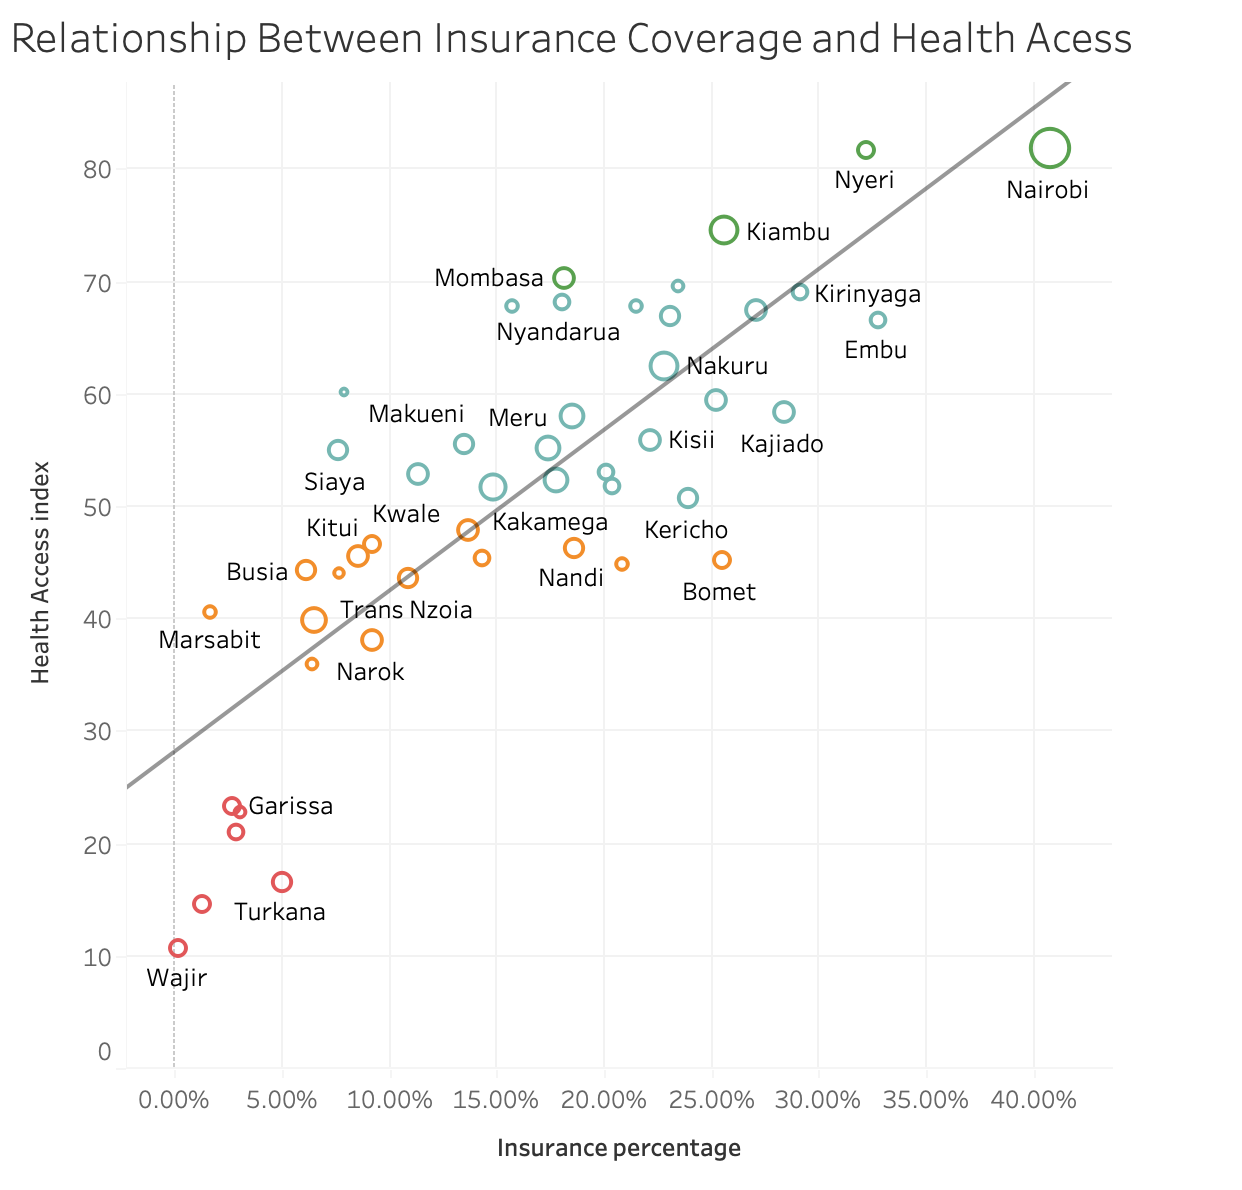 Relationship Between Insurance Coverage and Health Acess
80
70
60
50
40
30
20
10
0
Health Access index
Nyeri
Nairobi
Kiambu
Mombasa
Kirinyaga
Nyandarua
Embu
Nakuru
Makueni
Meru
Kisii
Kajiado
Siaya
Kwale
Kitui
Kakamega
Kericho
Busia
Nandi
Bomet
Trans Nzoia
Marsabit
Narok
Garissa
Turkana
Wajir
0.00% 5.00% 10.00% 15.00% 20.00% 25.00% 30.00% 35.00% 40.00%
Insurance percentage